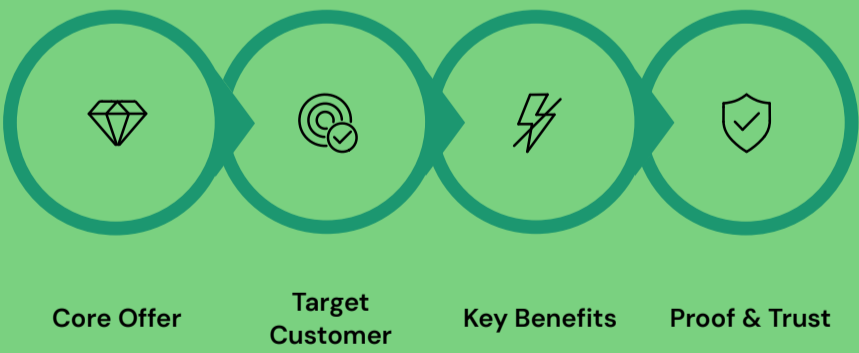 Core Offer
Target
Customer
Key Benefits
Proof & Trust